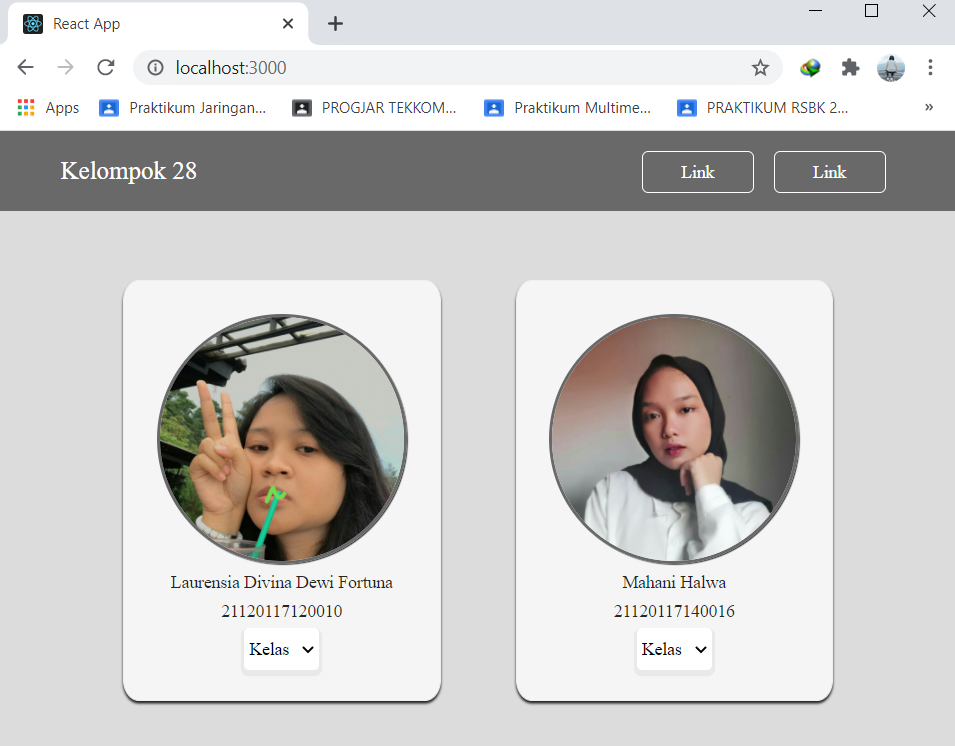 React App
localhost:3000
Apps
Praktikum Jaringan...
PROGJAR TEKKOM...
Praktikum Multime...
PRAKTIKUM RSBK 2...
»
Kelompok 28
Link
Link
Laurensia Divina Dewi Fortuna
21120117120010
Kelas
Mahani Halwa
21120117140016
Kelas